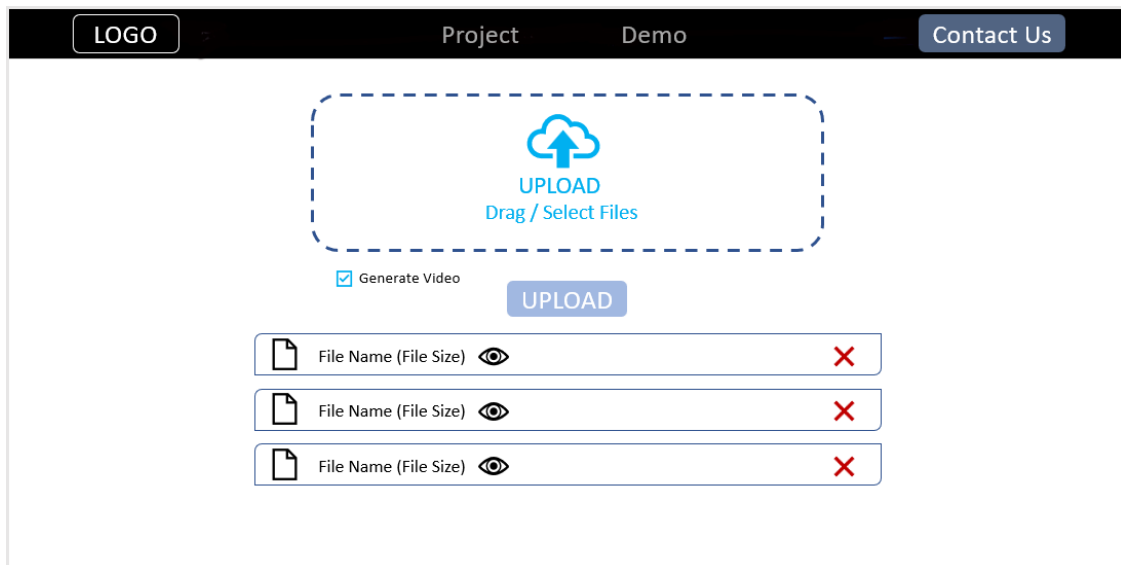 LOGO Project Demo Contact Us
UPLOAD
Drag / Select Files
Generate Video
UPLOAD
File Name (File Size)
File Name (File Size)
File Name (File Size)